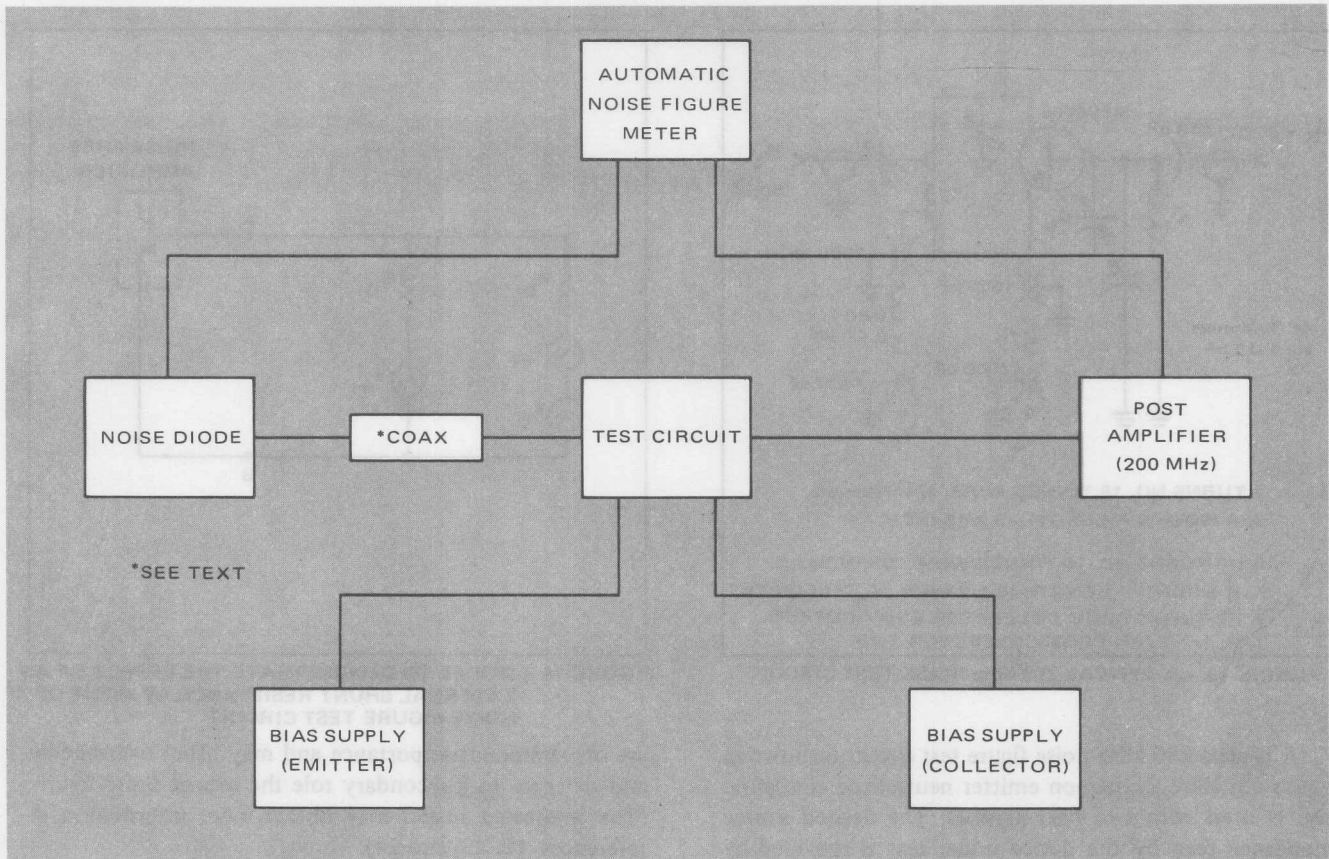 AUTOMATIC
NOISE FIGURE
METER
NOISE DIODE
*COAX
TEST CIRCUIT
POST
AMPLIFIER
(200 MHz)
*SEE TEXT
BIAS SUPPLY
(EMITTER)
BIAS SUPPLY
(COLLECTOR)